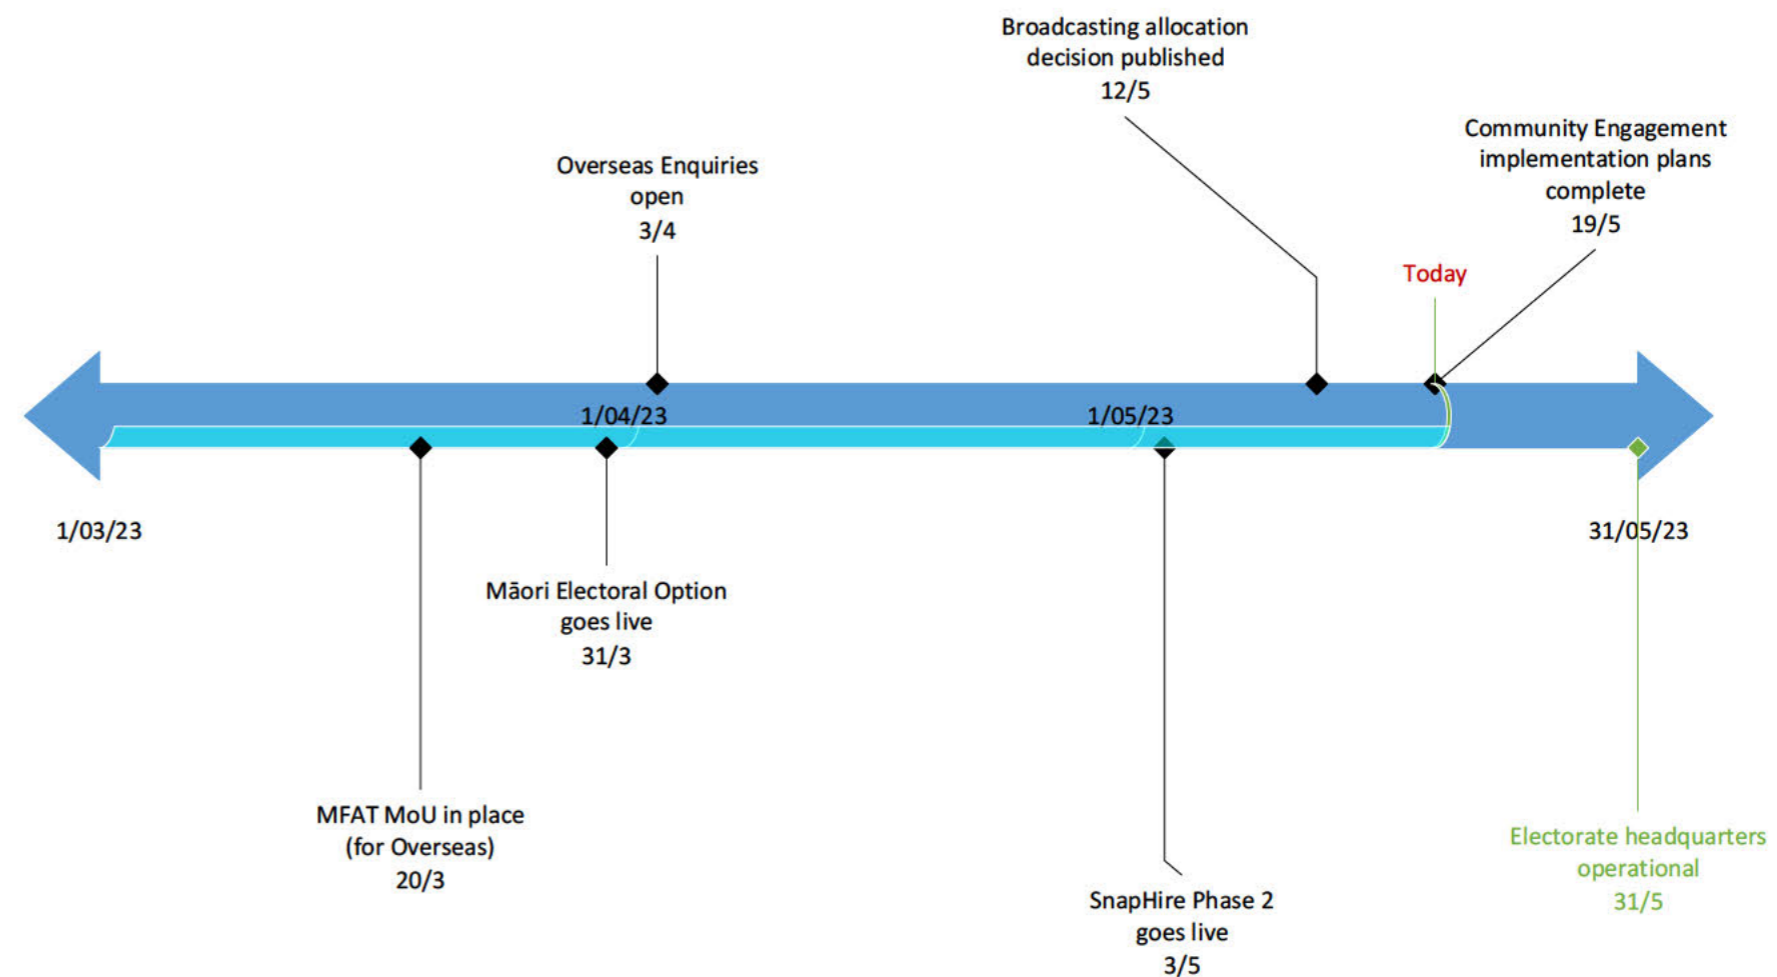 Broadcasting allocation
decision published
12/5
Community Engagement
implementation plans
complete
19/5
Overseas Enquiries
open
3/4
Today
1/04/23
1/05/23
1/03/23
31/05/23
Māori Electoral Option
goes live
31/3
MFAT MoU in place
(for Overseas)
20/3
SnapHire Phase 2
goes live
3/5
Electorate headquarters
operational
31/5